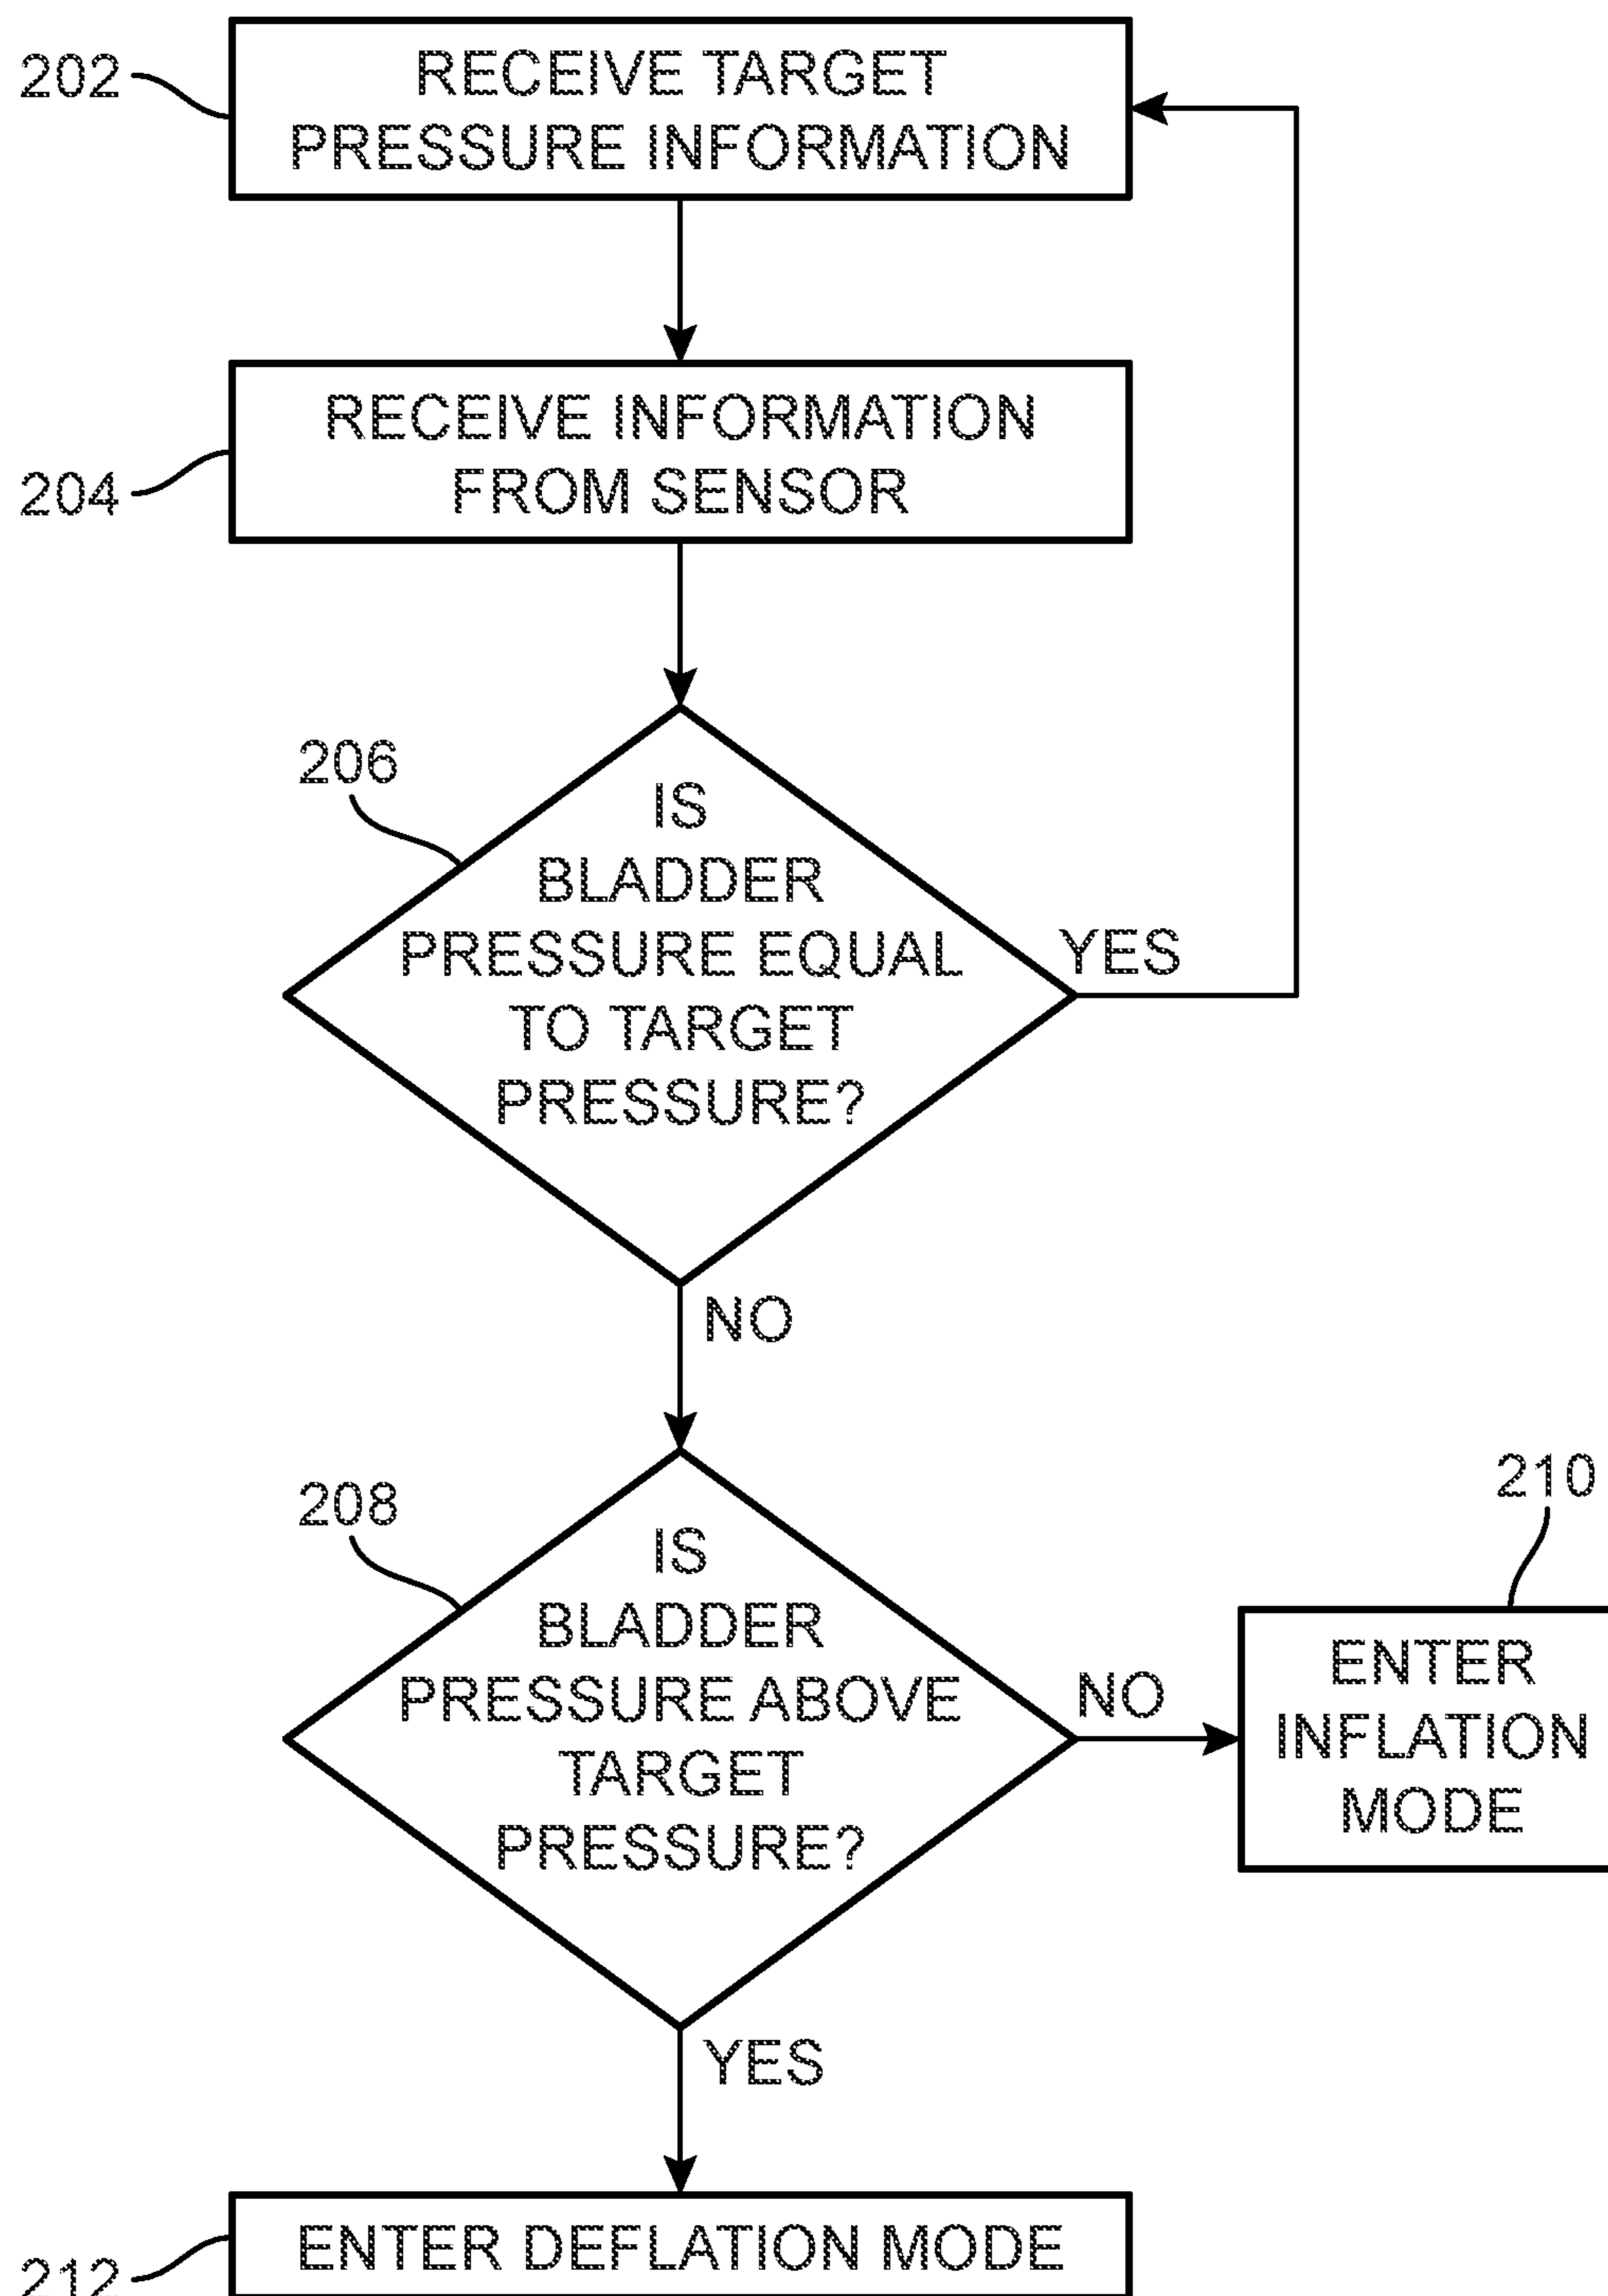 202
RECEIVE TARGET
PRESSURE INFORMATION
204
RECEIVE INFORMATION
FROM SENSOR
206
IS
BLADDER
PRESSURE EQUAL
TO TARGET
PRESSURE?
YES
NO
208
IS
BLADDER
PRESSURE ABOVE
TARGET
PRESSURE?
NO
210
ENTER
INFLATION
MODE
YES
212
ENTER DEFLATION MODE